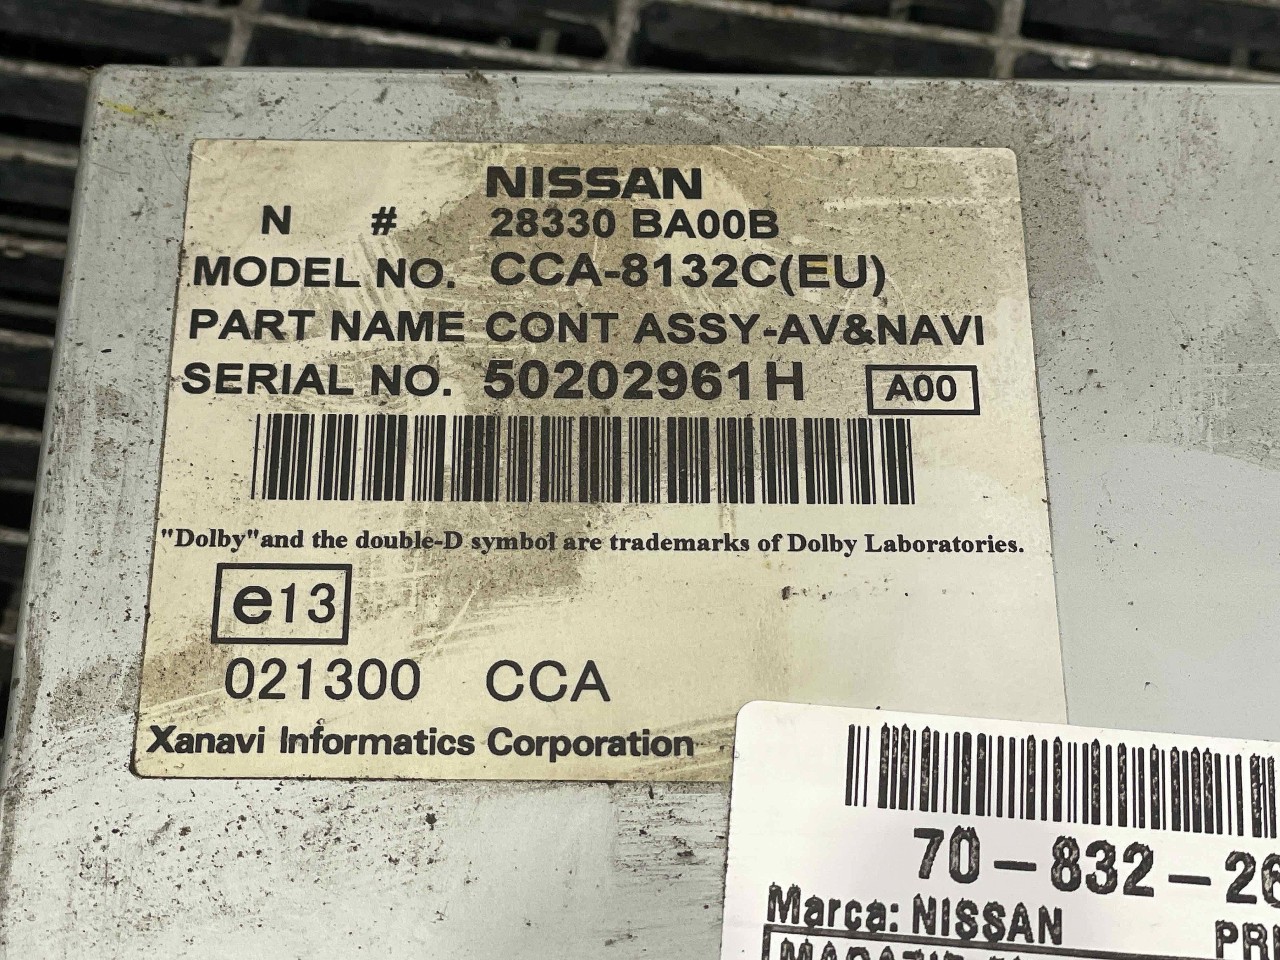 NISSAN
N # 28330 BA00B
MODEL NO. CCA-8132C(EU)
PART NAME CONT ASSY-AV&NAVI
SERIAL NO. 50202961H A00
"Dolby"and the double-D symbol are trademarks of Dolby Laboratories.
e13
021300 CCA
Xanavi Informatics Corporation
70-832-26
Marca: NISSAN